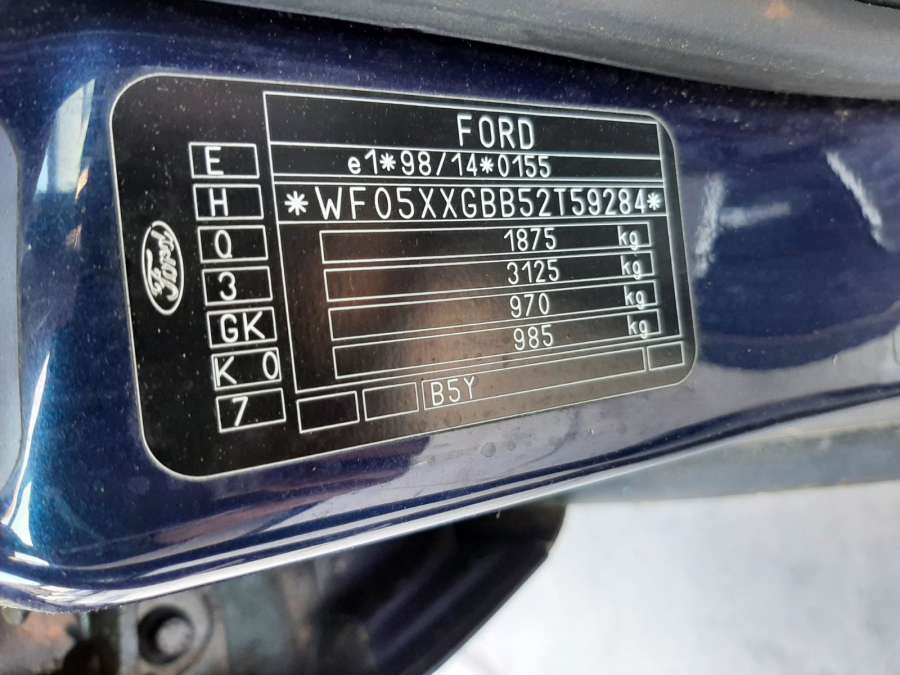 FORD
e1*98/14*0155
*WF05XXGBB52T59284*
1875 kg
3125 kg
970 kg
985 kg
B5Y
E
H
Q
3
GK
K 0
7
Ford